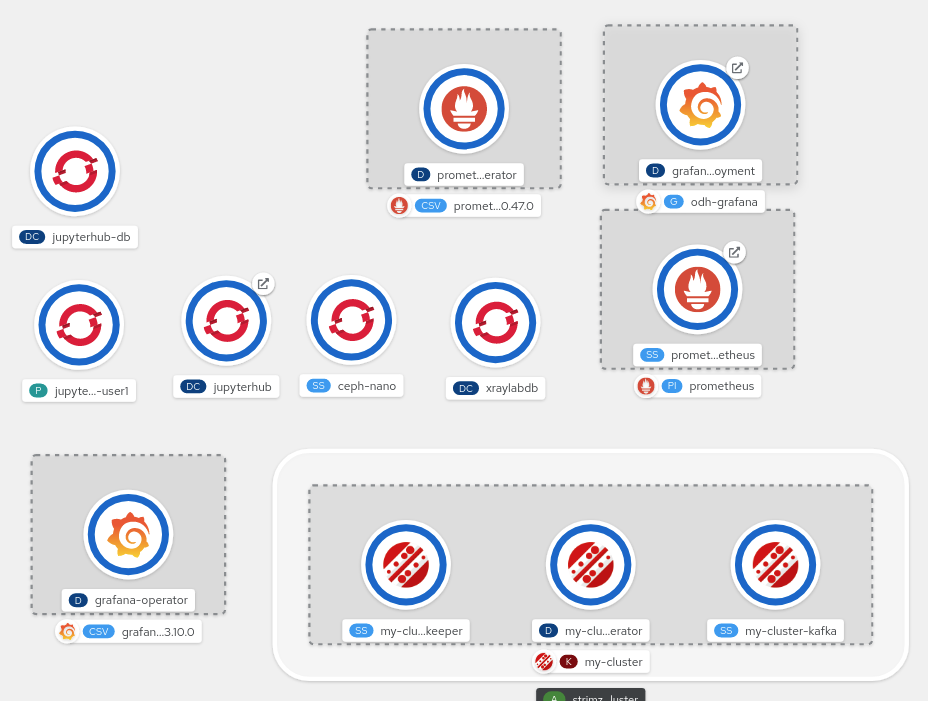 D promet...erator
CSV promet...0.47.0
D grafan...oyment
G odh-grafana
DC jupyterhub-db
P jupyte...-user1
DC jupyterhub
SS ceph-nano
DC xraylabdb
SS promet...etheus
PI prometheus
D grafana-operator
CSV grafan...3.10.0
SS my-clu...keeper
D my-clu...erator
SS my-cluster-kafka
K my-cluster
A